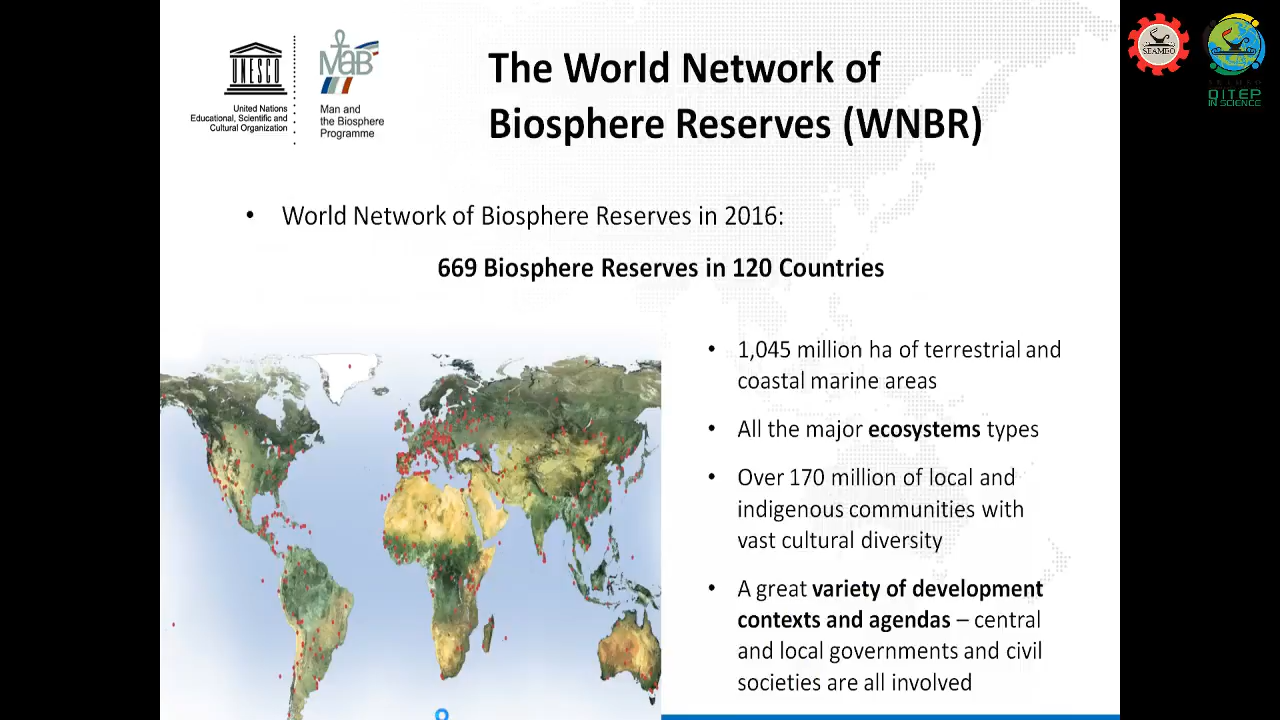 UNESCO
United Nations
Educational, Scientific and
Cultural Organization
MaB
Man and
the Biosphere
Programme
The World Network of
Biosphere Reserves (WNBR)
SEAMEO
SEAMEO
QITEP
IN SCIENCE
• World Network of Biosphere Reserves in 2016:
669 Biosphere Reserves in 120 Countries
• 1,045 million ha of terrestrial and
coastal marine areas
• All the major ecosystems types
• Over 170 million of local and
indigenous communities with
vast cultural diversity
• A great variety of development
contexts and agendas – central
and local governments and civil
societies are all involved